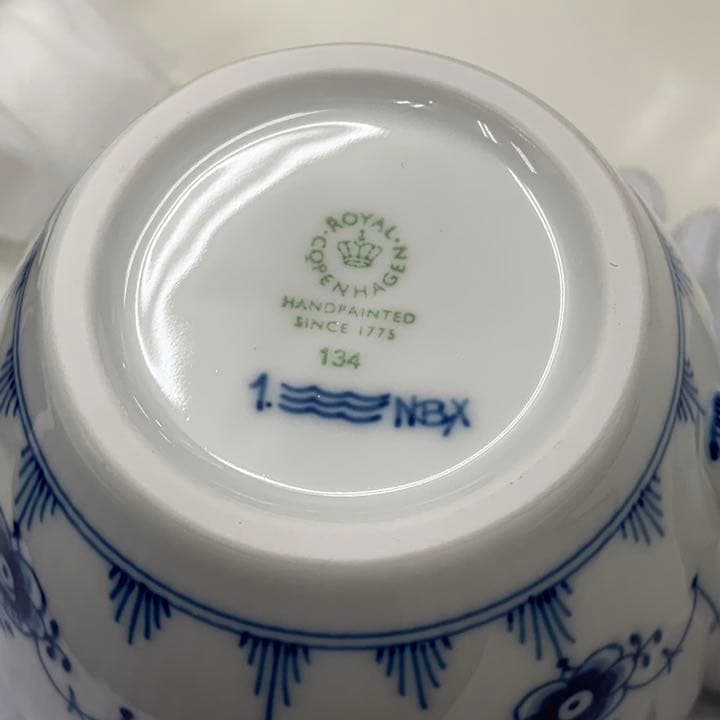 ROYAL
COPENHAGEN
HANDPAINTED
SINCE 1775
134
1. NBX